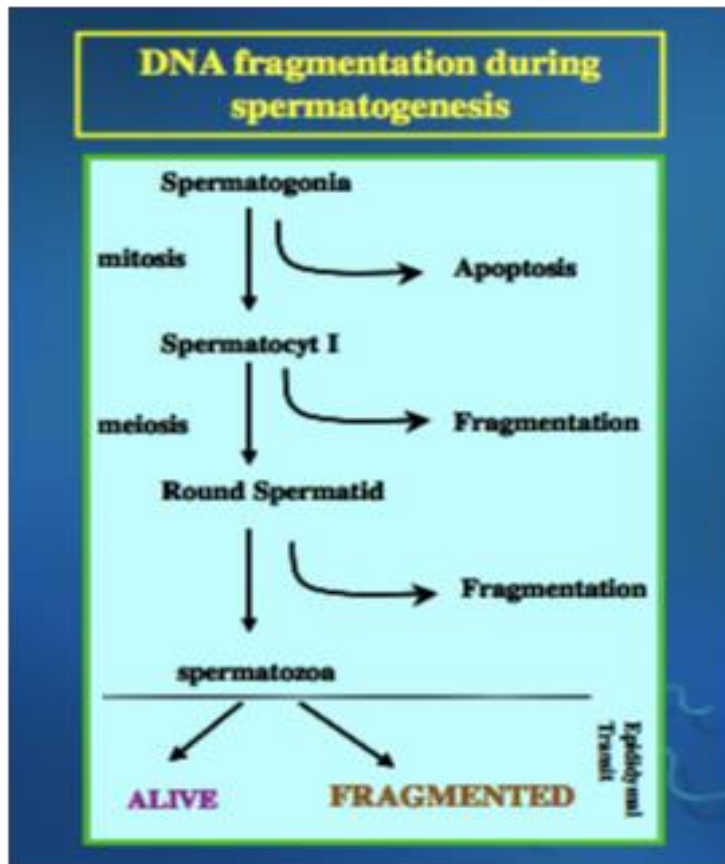 DNA fragmentation during
spermatogenesis
Spermatogonia
mitosis
Apoptosis
Spermatocyt I
meiosis
Fragmentation
Round Spermatid
Fragmentation
spermatozoa
Epididymal
Transit
ALIVE
FRAGMENTED